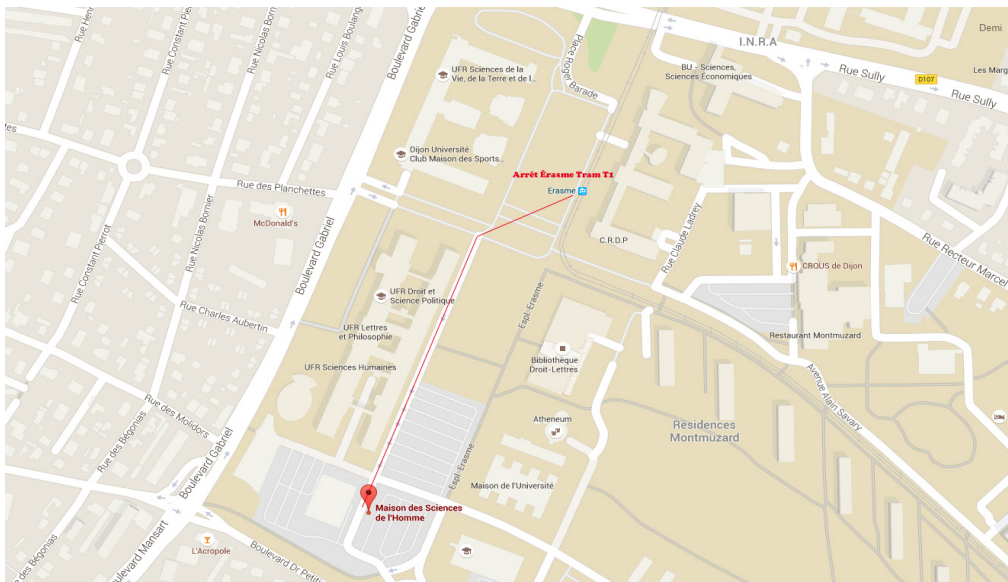 Rue Henri
Rue Constant Pierrot
Rue Nicolas Bornier
Rue Louis Boulanger
Boulevard Gabriel
UFR Sciences de la
Vie, de la Terre et de l...
Place Roger Barade
I.N.R.A
Demi
BU - Sciences,
Sciences Économiques
Rue Sully
D107
Rue Sully
Les Marg
Dijon Université
Club Maison des Sports...
Rue des Planchettes
McDonald's
Arrêt Érasme Tram T1
Erasme
C.R.D.P
Rue Claude Ladrey
Rue Recteur Marcel
CROUS de Dijon
Restaurant Montmuzard
Rue Constant Pierrot
Rue Nicolas Bornier
Boulevard Gabriel
Rue Charles Aubertin
UFR Droit et
Science Politique
UFR Lettres
et Philosophie
UFR Sciences Humaines
Espl. Erasme
Bibliothèque
Droit-Lettres
Avenue Alain Savary
Atheneum
Résidences
Montmuzard
Rue des Molidors
Rue des Bégonias
Boulevard Gabriel
Espl. Erasme
Maison de l'Université
Maison des Sciences
de l'Homme
L'Acropole
Boulevard Mansart
Boulevard Dr Petit
Rue des Bégonias